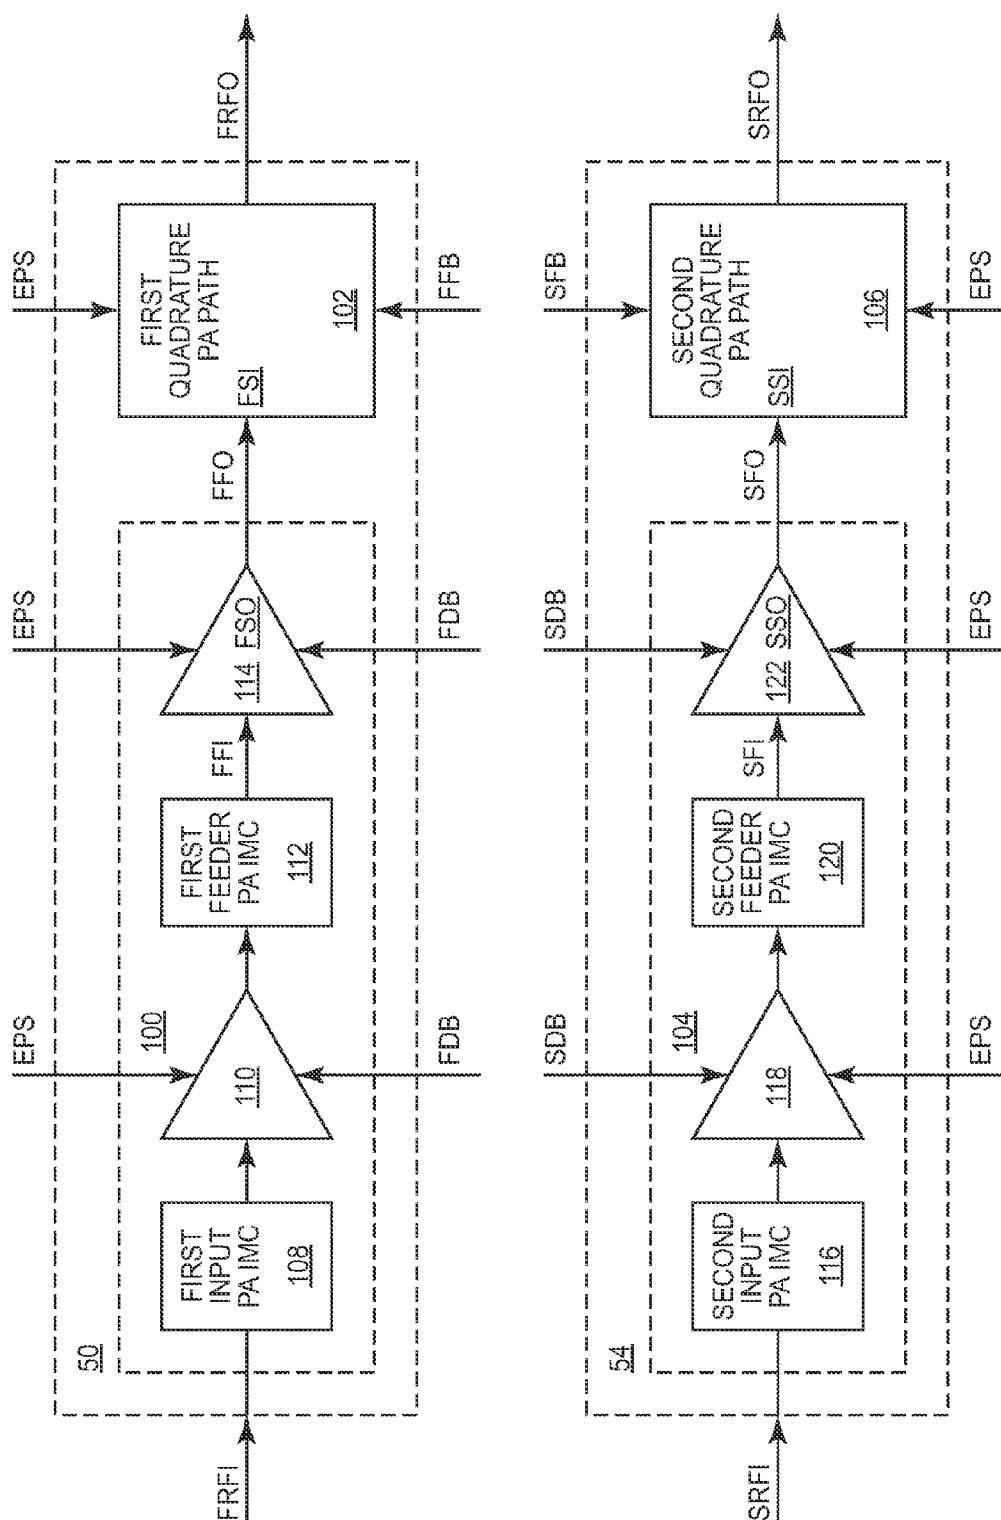 EPS
EPS
EPS
50
100
FRFI
FIRST
INPUT
PA IMC
108
110
FIRST
FEEDER
PA IMC
112
FFI
114 FSO
FFO
FIRST
QUADRATURE
PA PATH
FSI
102
FRFO
FDB
FDB
FFB
SDB
SDB
SFB
54
104
SRFI
SECOND
INPUT
PA IMC
116
118
SECOND
FEEDER
PA IMC
120
SFI
122 SSO
SFO
SECOND
QUADRATURE
PA PATH
SSI
106
SRFO
EPS
EPS
EPS